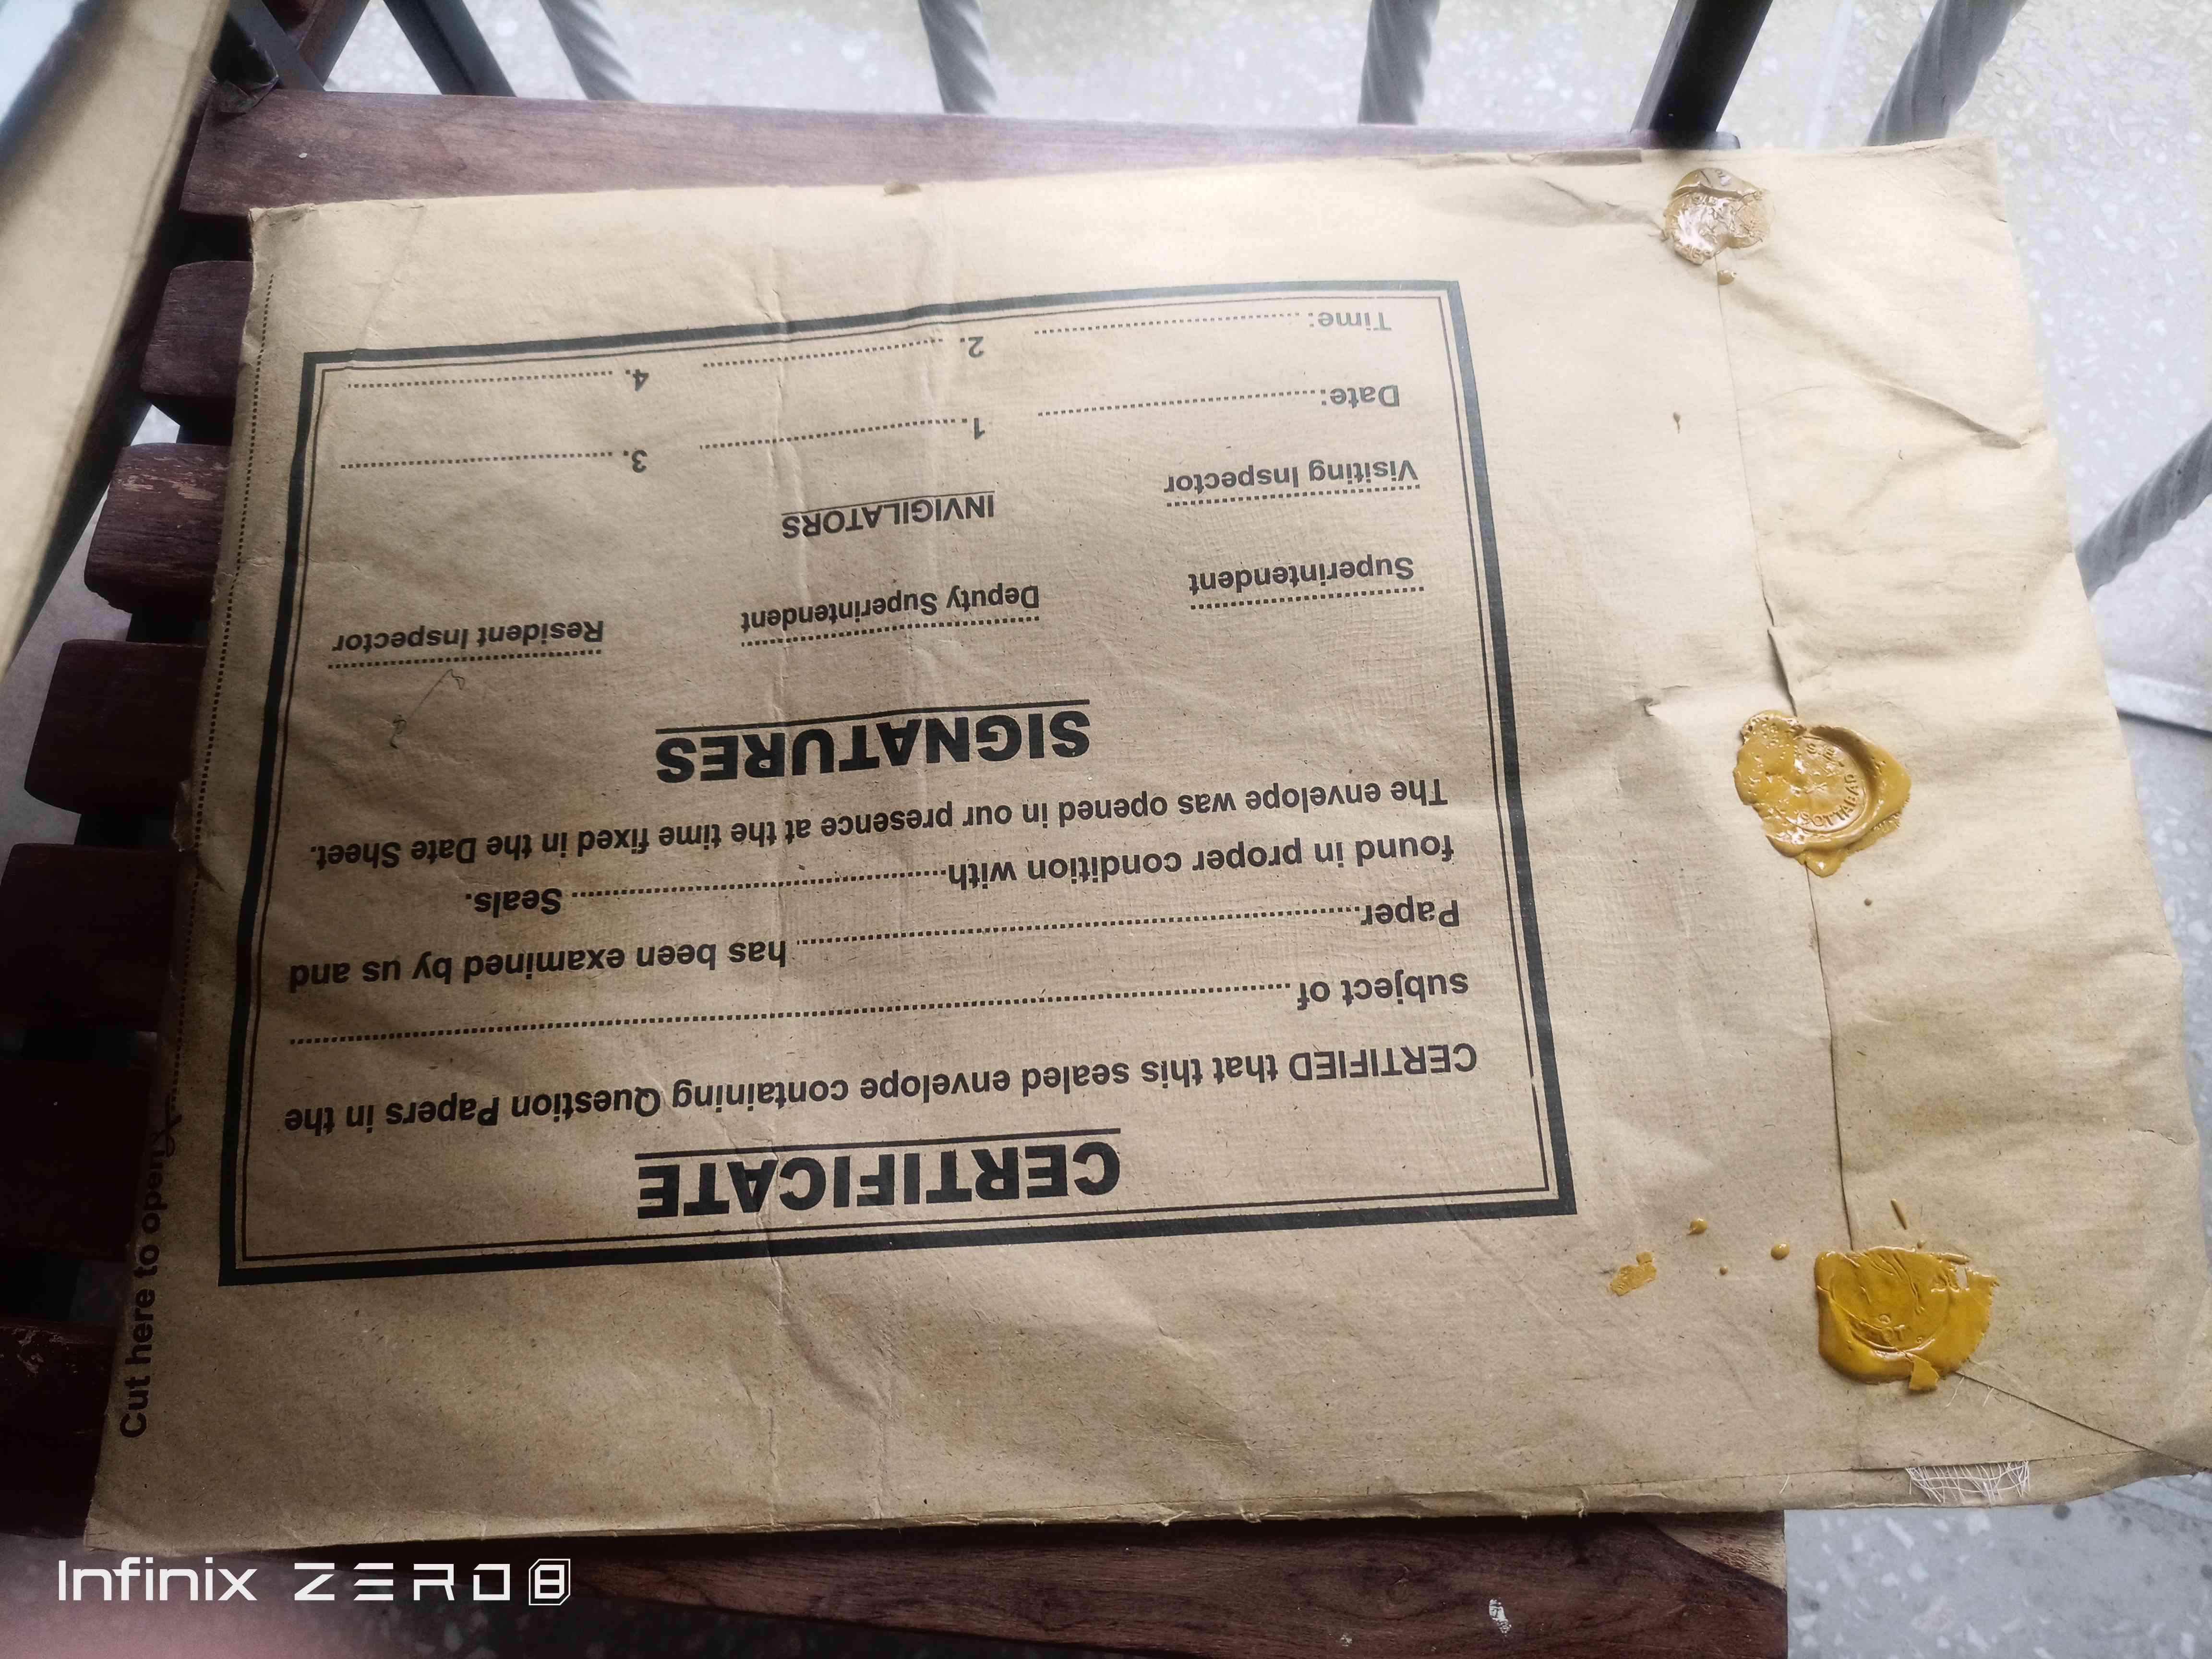 CERTIFICATE
CERTIFIED that this sealed envelope containing Question Papers in the
subject of ................................................
Paper........................ has been examined by us and
found in proper condition with........................ Seals.
The envelope was opened in our presence at the time fixed in the Date Sheet.
SIGNATURES
Superintendent Deputy Superintendent Resident Inspector
Visiting Inspector INVIGILATORS
Date:........................ 1. ........................ 3. ........................
Time:........................ 2. ........................ 4. ........................
Cut here to open
Infinix ZERO 8